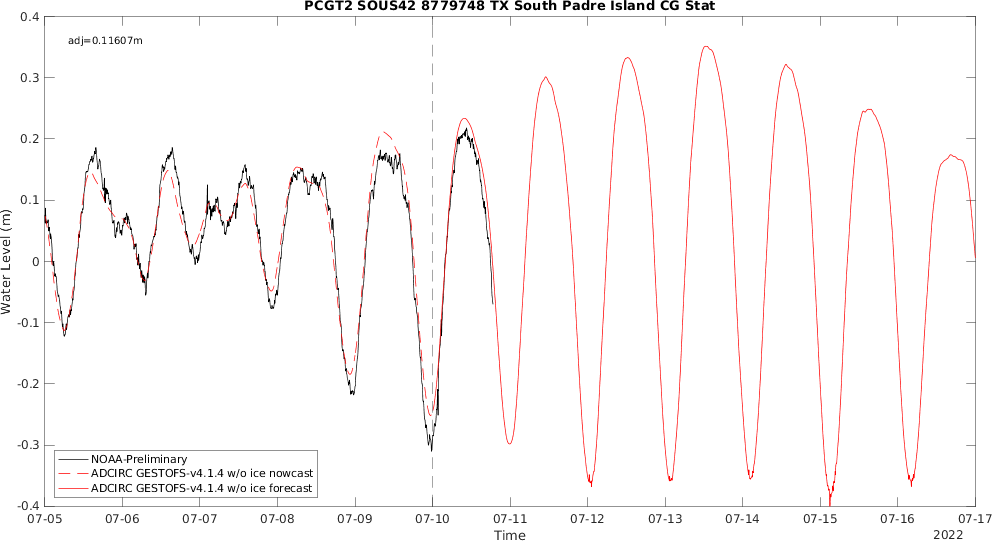 PCGT2 SOUS42 8779748 TX South Padre Island CG Stat
adj=0.11607m
0.4
0.3
0.2
0.1
0
-0.1
-0.2
-0.3
-0.4
Water Level (m)
NOAA-Preliminary
ADCIRC GESTOFS-v4.1.4 w/o ice nowcast
ADCIRC GESTOFS-v4.1.4 w/o ice forecast
07-05 07-06 07-07 07-08 07-09 07-10 07-11 07-12 07-13 07-14 07-15 07-16 07-17
Time
2022